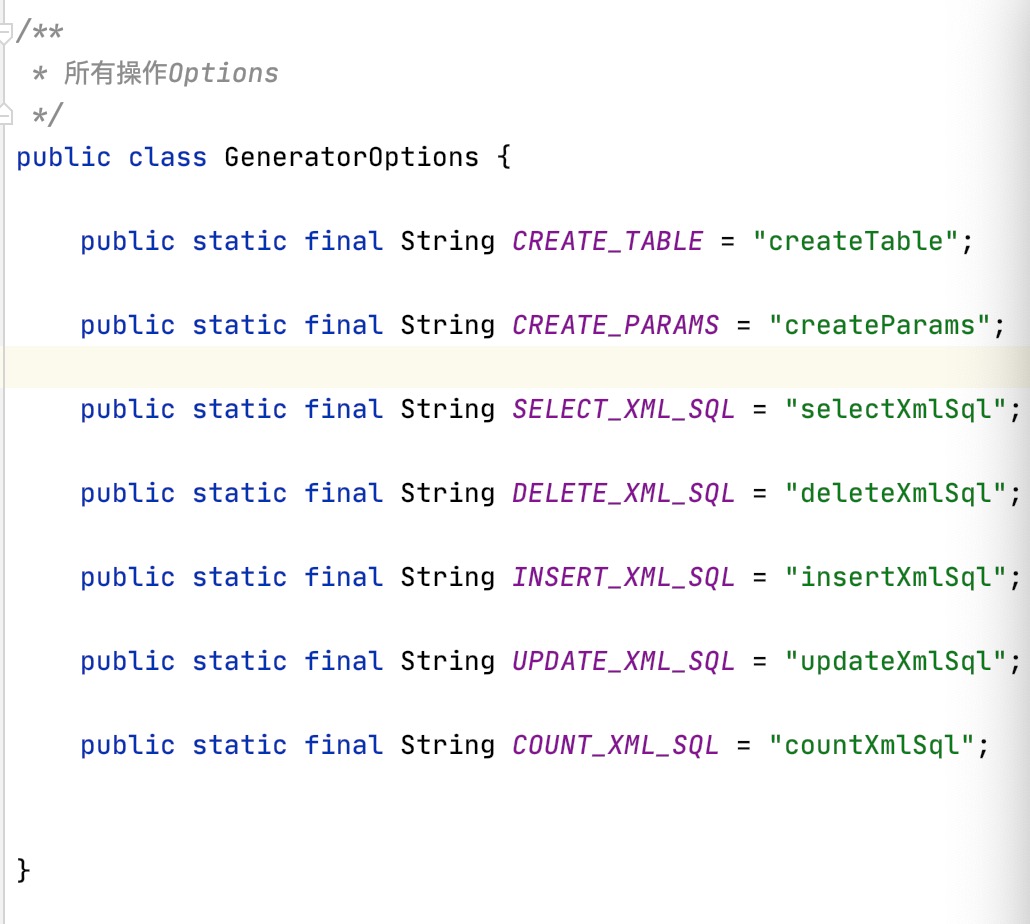 /**
 * 所有操作Options
 */
public class GeneratorOptions {
    public static final String CREATE_TABLE = "createTable";
    public static final String CREATE_PARAMS = "createParams";
    public static final String SELECT_XML_SQL = "selectXmlSql";
    public static final String DELETE_XML_SQL = "deleteXmlSql";
    public static final String INSERT_XML_SQL = "insertXmlSql";
    public static final String UPDATE_XML_SQL = "updateXmlSql";
    public static final String COUNT_XML_SQL = "countXmlSql";
}